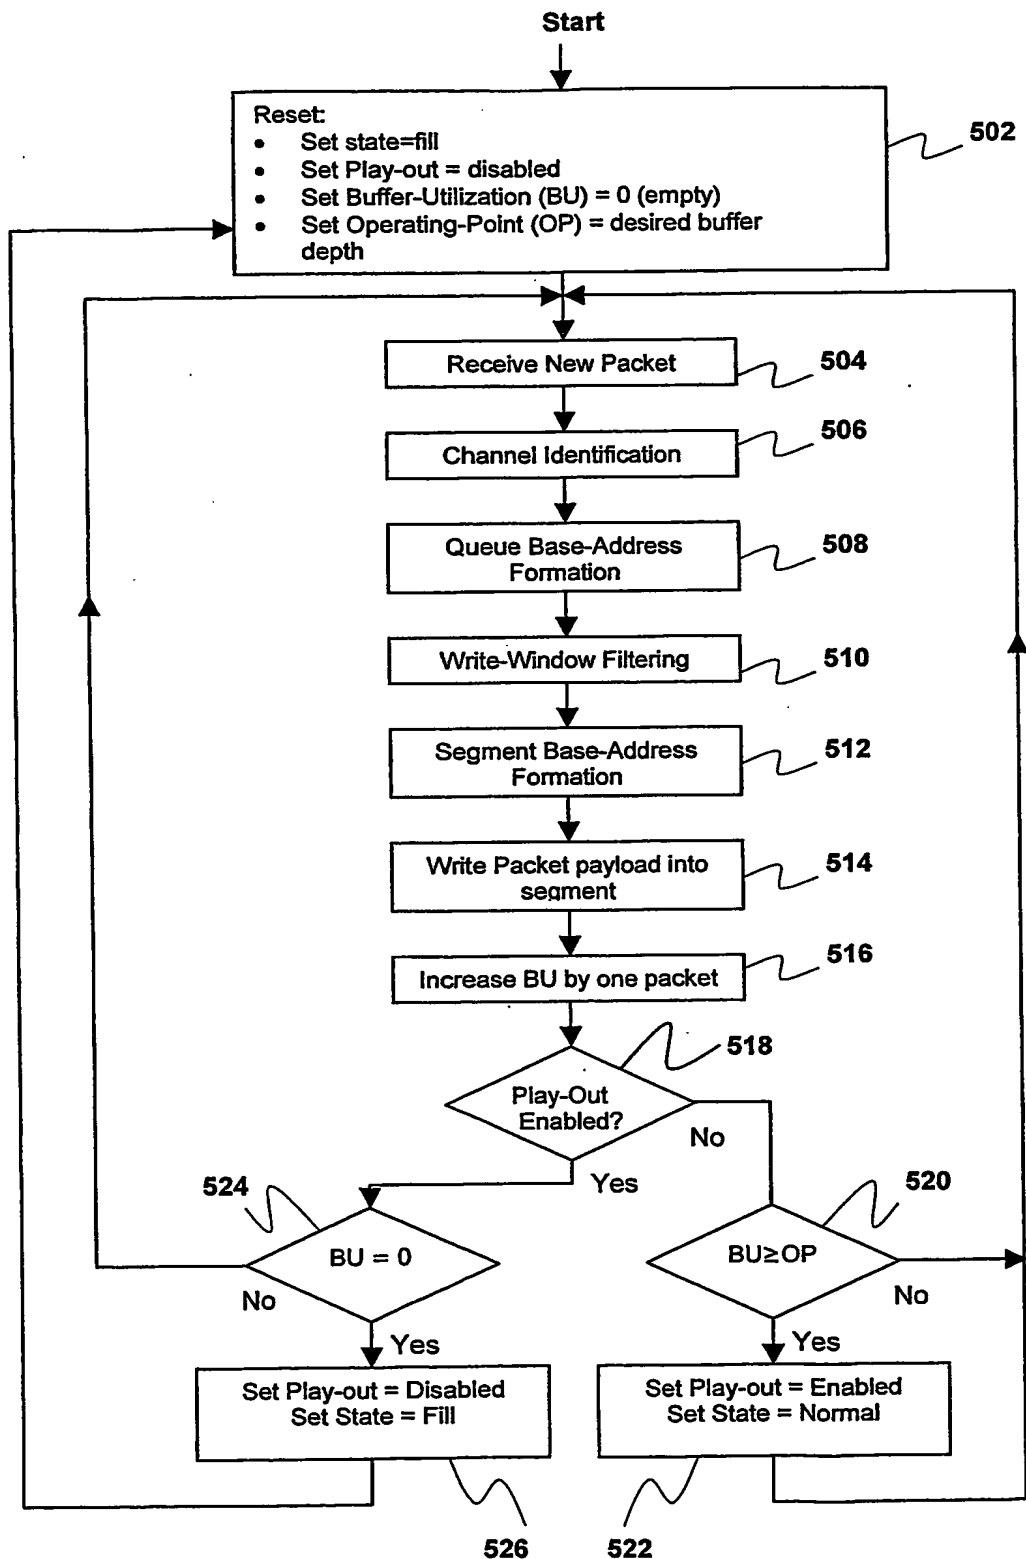 Start
Reset:
• Set state=fill
• Set Play-out = disabled
• Set Buffer-Utilization (BU) = 0 (empty)
• Set Operating-Point (OP) = desired buffer
depth
502
Receive New Packet
504
Channel Identification
506
Queue Base-Address
Formation
508
Write-Window Filtering
510
Segment Base-Address
Formation
512
Write Packet payload into
segment
514
Increase BU by one packet
516
Play-Out
Enabled?
518
No
Yes
524
BU = 0
No
Yes
520
BU≥OP
No
Yes
Set Play-out = Disabled
Set State = Fill
526
Set Play-out = Enabled
Set State = Normal
522